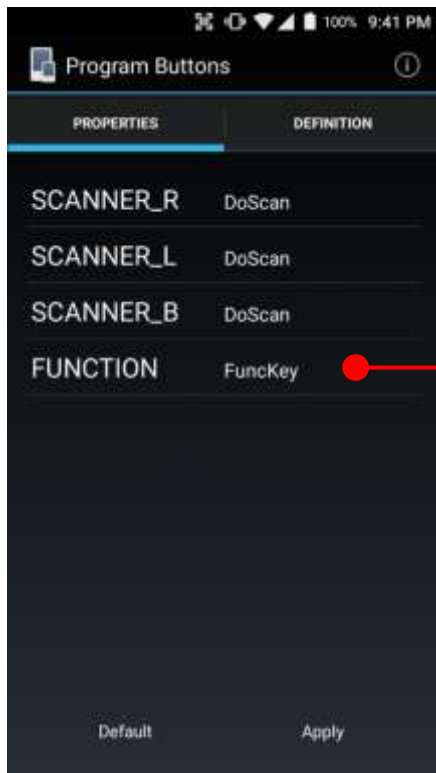 100% 9:41 PM
Program Buttons
PROPERTIES DEFINITION
SCANNER_R DoScan
SCANNER_L DoScan
SCANNER_B DoScan
FUNCTION FuncKey
Default Apply